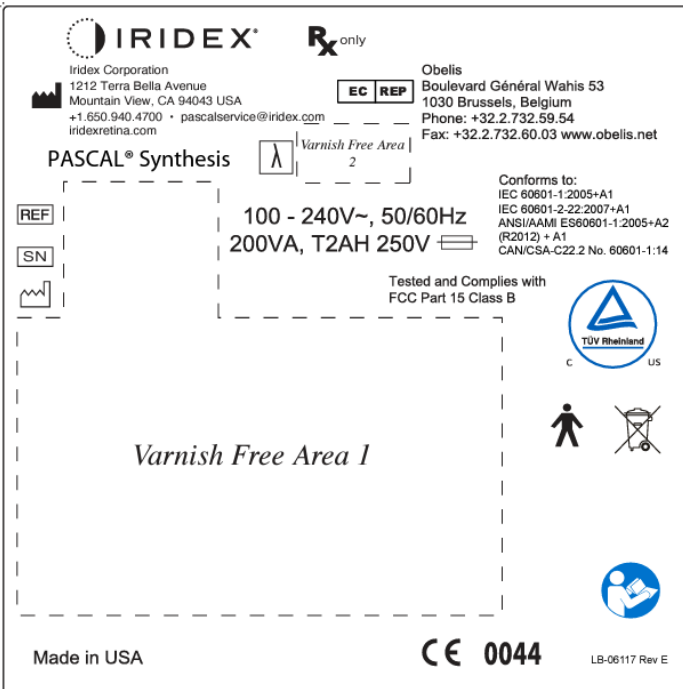 IRIDEX®
Rx only
Iridex Corporation
1212 Terra Bella Avenue
Mountain View, CA 94043 USA
+1.650.940.4700 • pascalservice@iridex.com
iridexretina.com
EC REP
Obelis
Boulevard Général Wahis 53
1030 Brussels, Belgium
Phone: +32.2.732.59.54
Fax: +32.2.732.60.03 www.obelis.net
PASCAL® Synthesis
λ
Varnish Free Area
2
REF
SN
100 - 240V~, 50/60Hz
200VA, T2AH 250V
Conforms to:
IEC 60601-1:2005+A1
IEC 60601-2-22:2007+A1
ANSI/AAMI ES60601-1:2005+A2
(R2012) + A1
CAN/CSA-C22.2 No. 60601-1:14
Tested and Complies with
FCC Part 15 Class B
TÜV Rheinland
C US
Varnish Free Area 1
Made in USA
CE 0044
LB-06117 Rev E